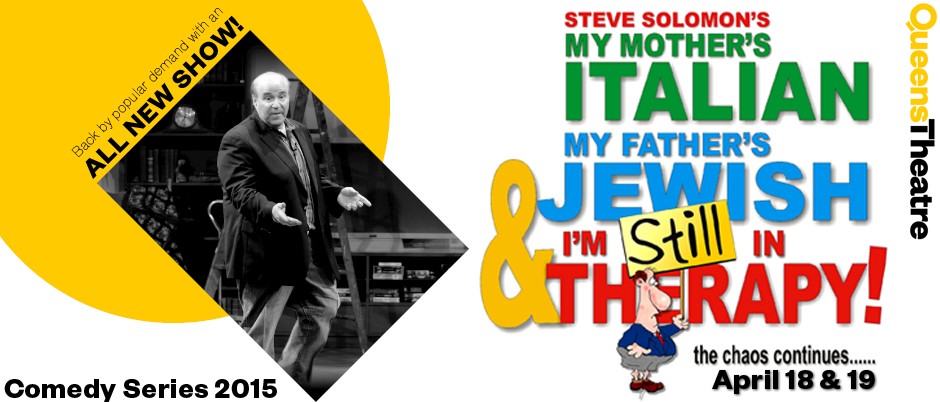 Back by popular demand with an
ALL NEW SHOW!
STEVE SOLOMON'S
MY MOTHER'S
ITALIAN
MY FATHER'S
& JEWISH
I'M Still IN
THERAPY!
the chaos continues......
April 18 & 19
Comedy Series 2015
QueensTheatre